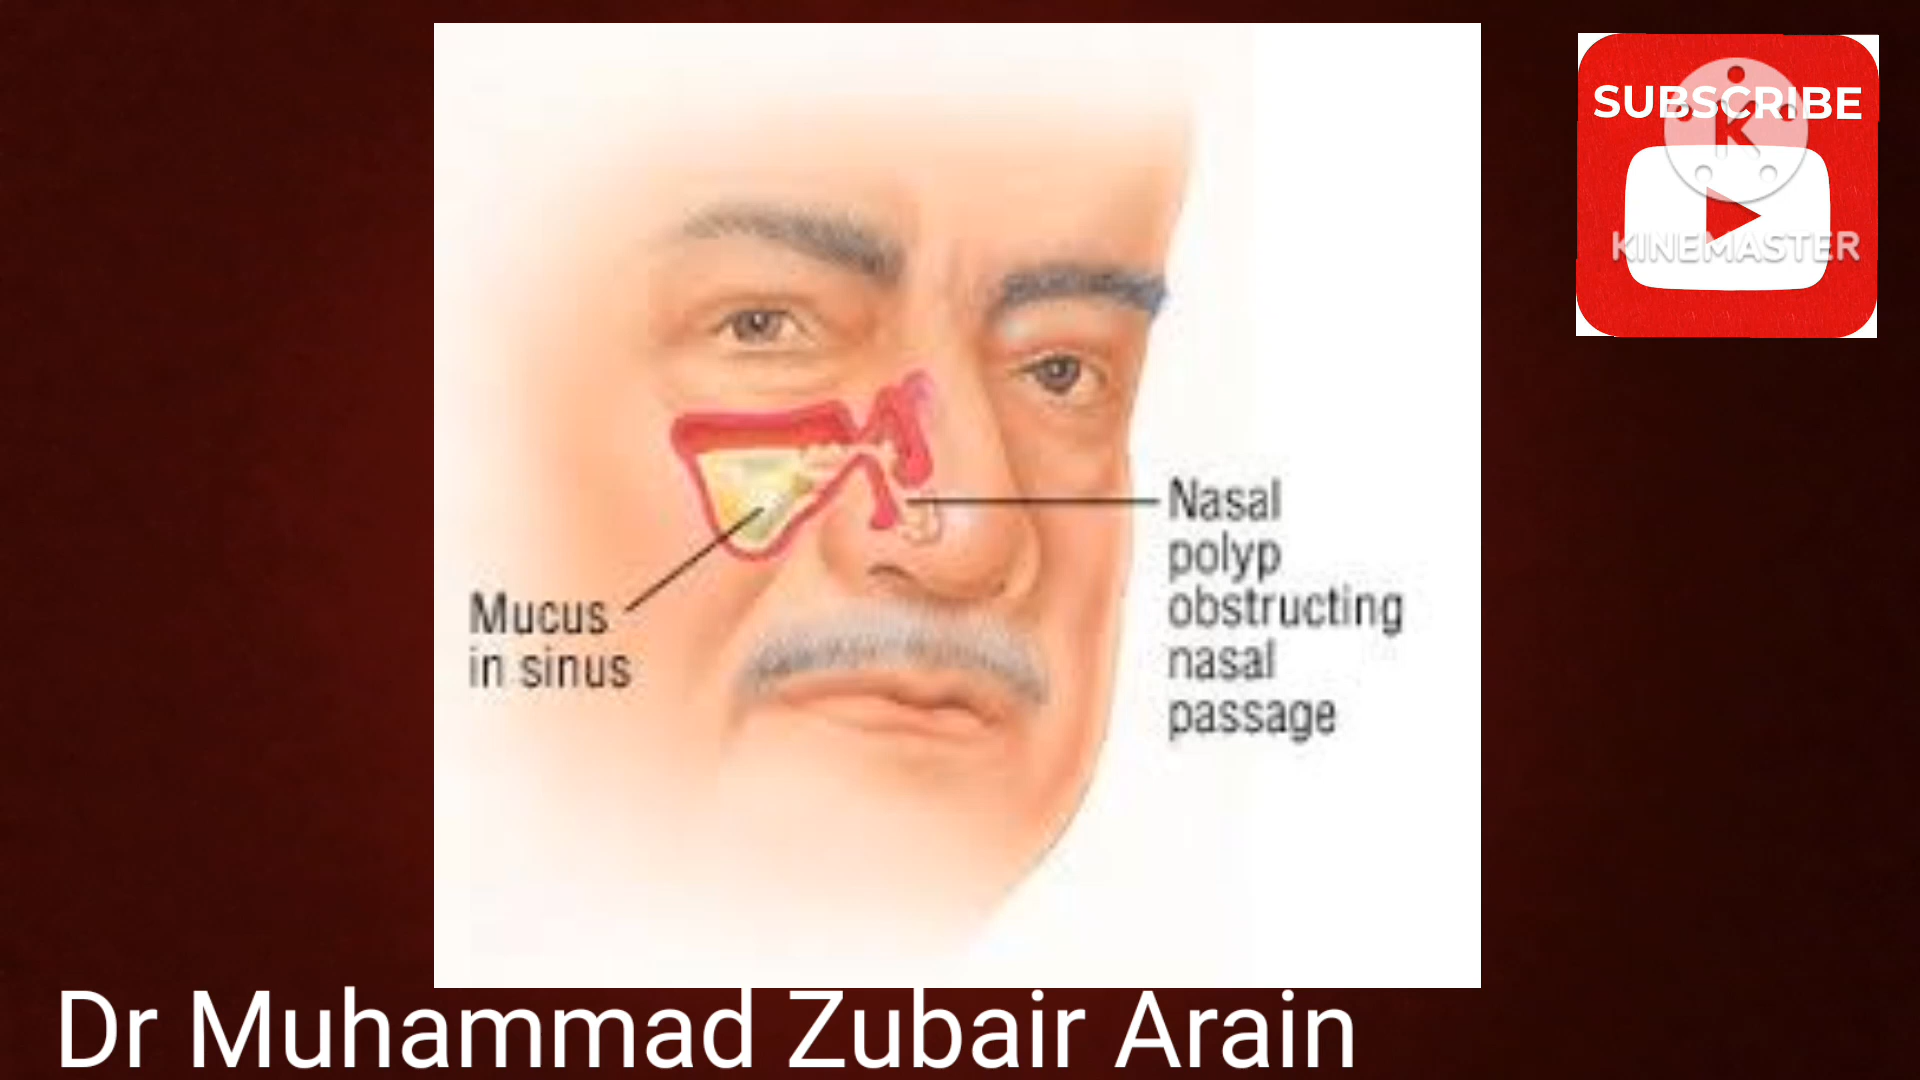 SUBSCRIBE
K
KINEMASTER
Nasal
polyp
obstructing
nasal
passage
Mucus
in sinus
Dr Muhammad Zubair Arain